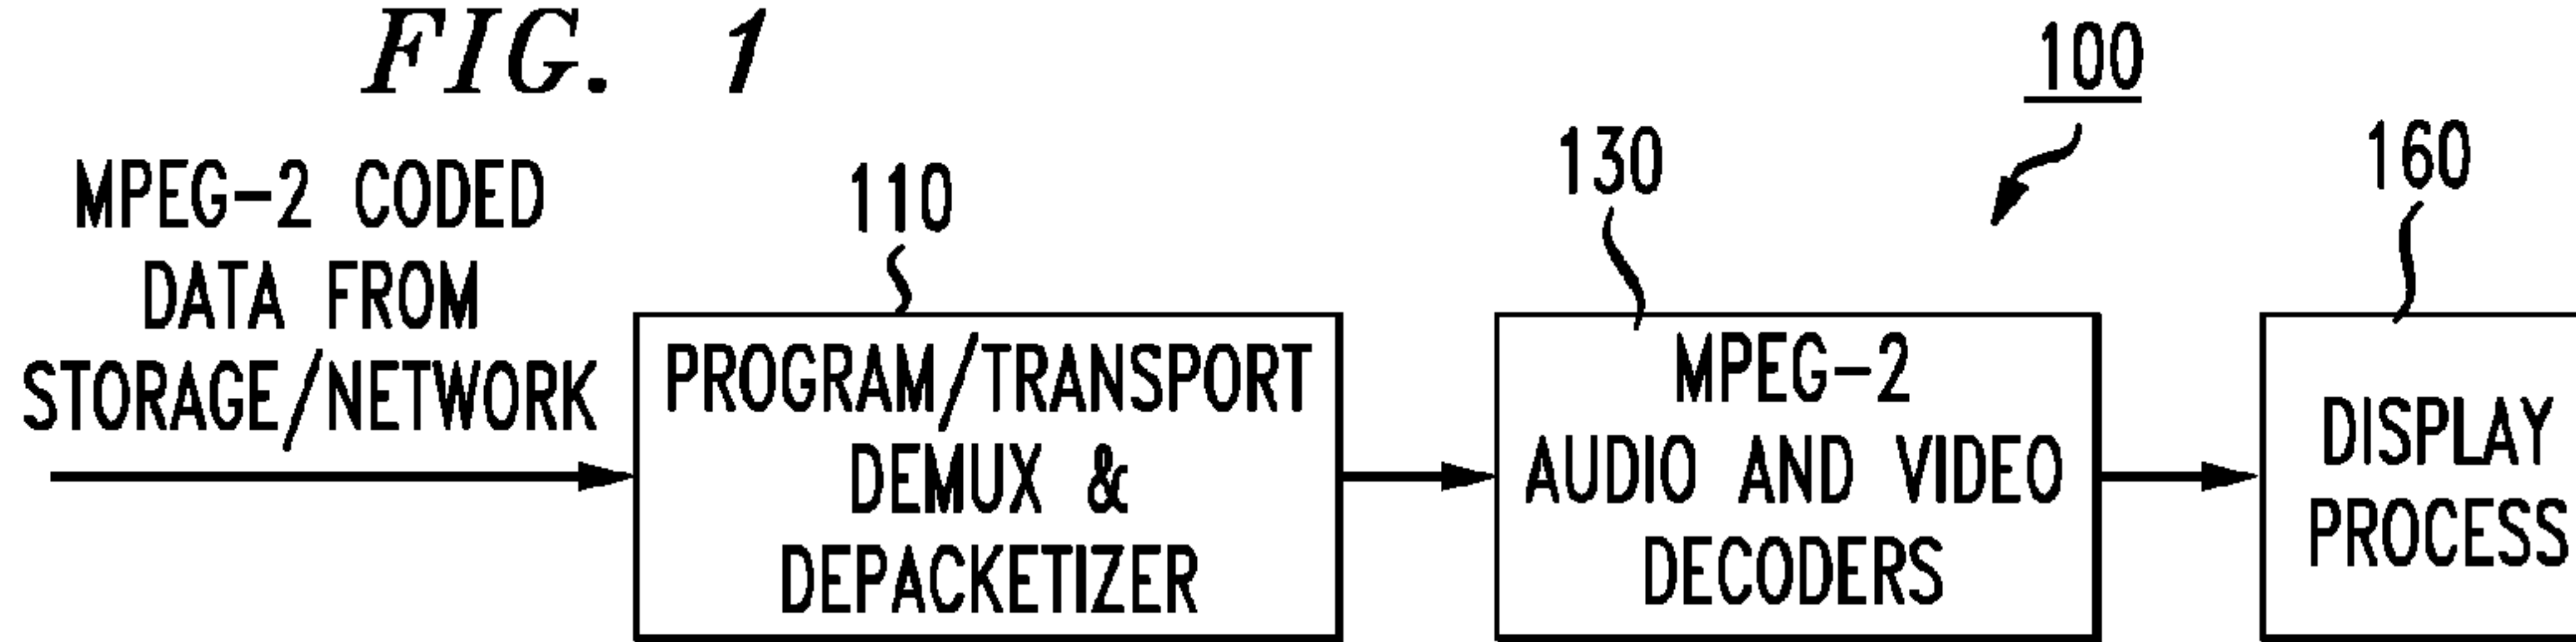 FIG. 1
100
MPEG-2 CODED
DATA FROM
STORAGE/NETWORK
110
PROGRAM/TRANSPORT
DEMUX &
DEPACKETIZER
130
MPEG-2
AUDIO AND VIDEO
DECODERS
160
DISPLAY
PROCESS